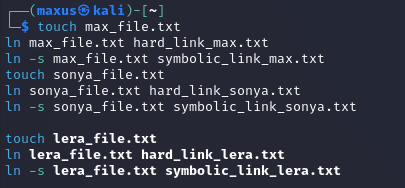 ┌──(maxus㉿kali)-[~]
└─$ touch max_file.txt
ln max_file.txt hard_link_max.txt
ln -s max_file.txt symbolic_link_max.txt
touch sonya_file.txt
ln sonya_file.txt hard_link_sonya.txt
ln -s sonya_file.txt symbolic_link_sonya.txt
touch lera_file.txt
ln lera_file.txt hard_link_lera.txt
ln -s lera_file.txt symbolic_link_lera.txt